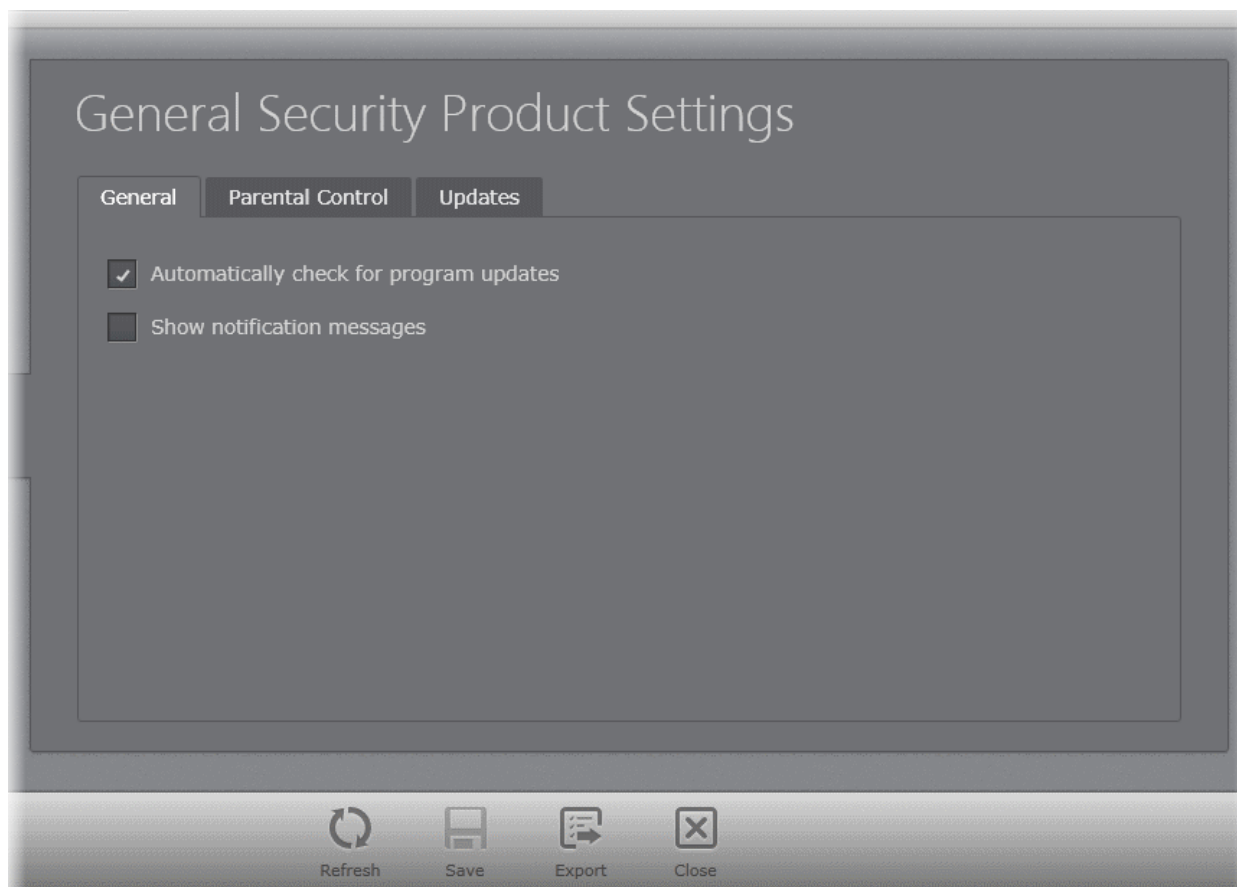 General Security Product Settings
General Parental Control Updates
Automatically check for program updates
Show notification messages
Refresh Save Export Close